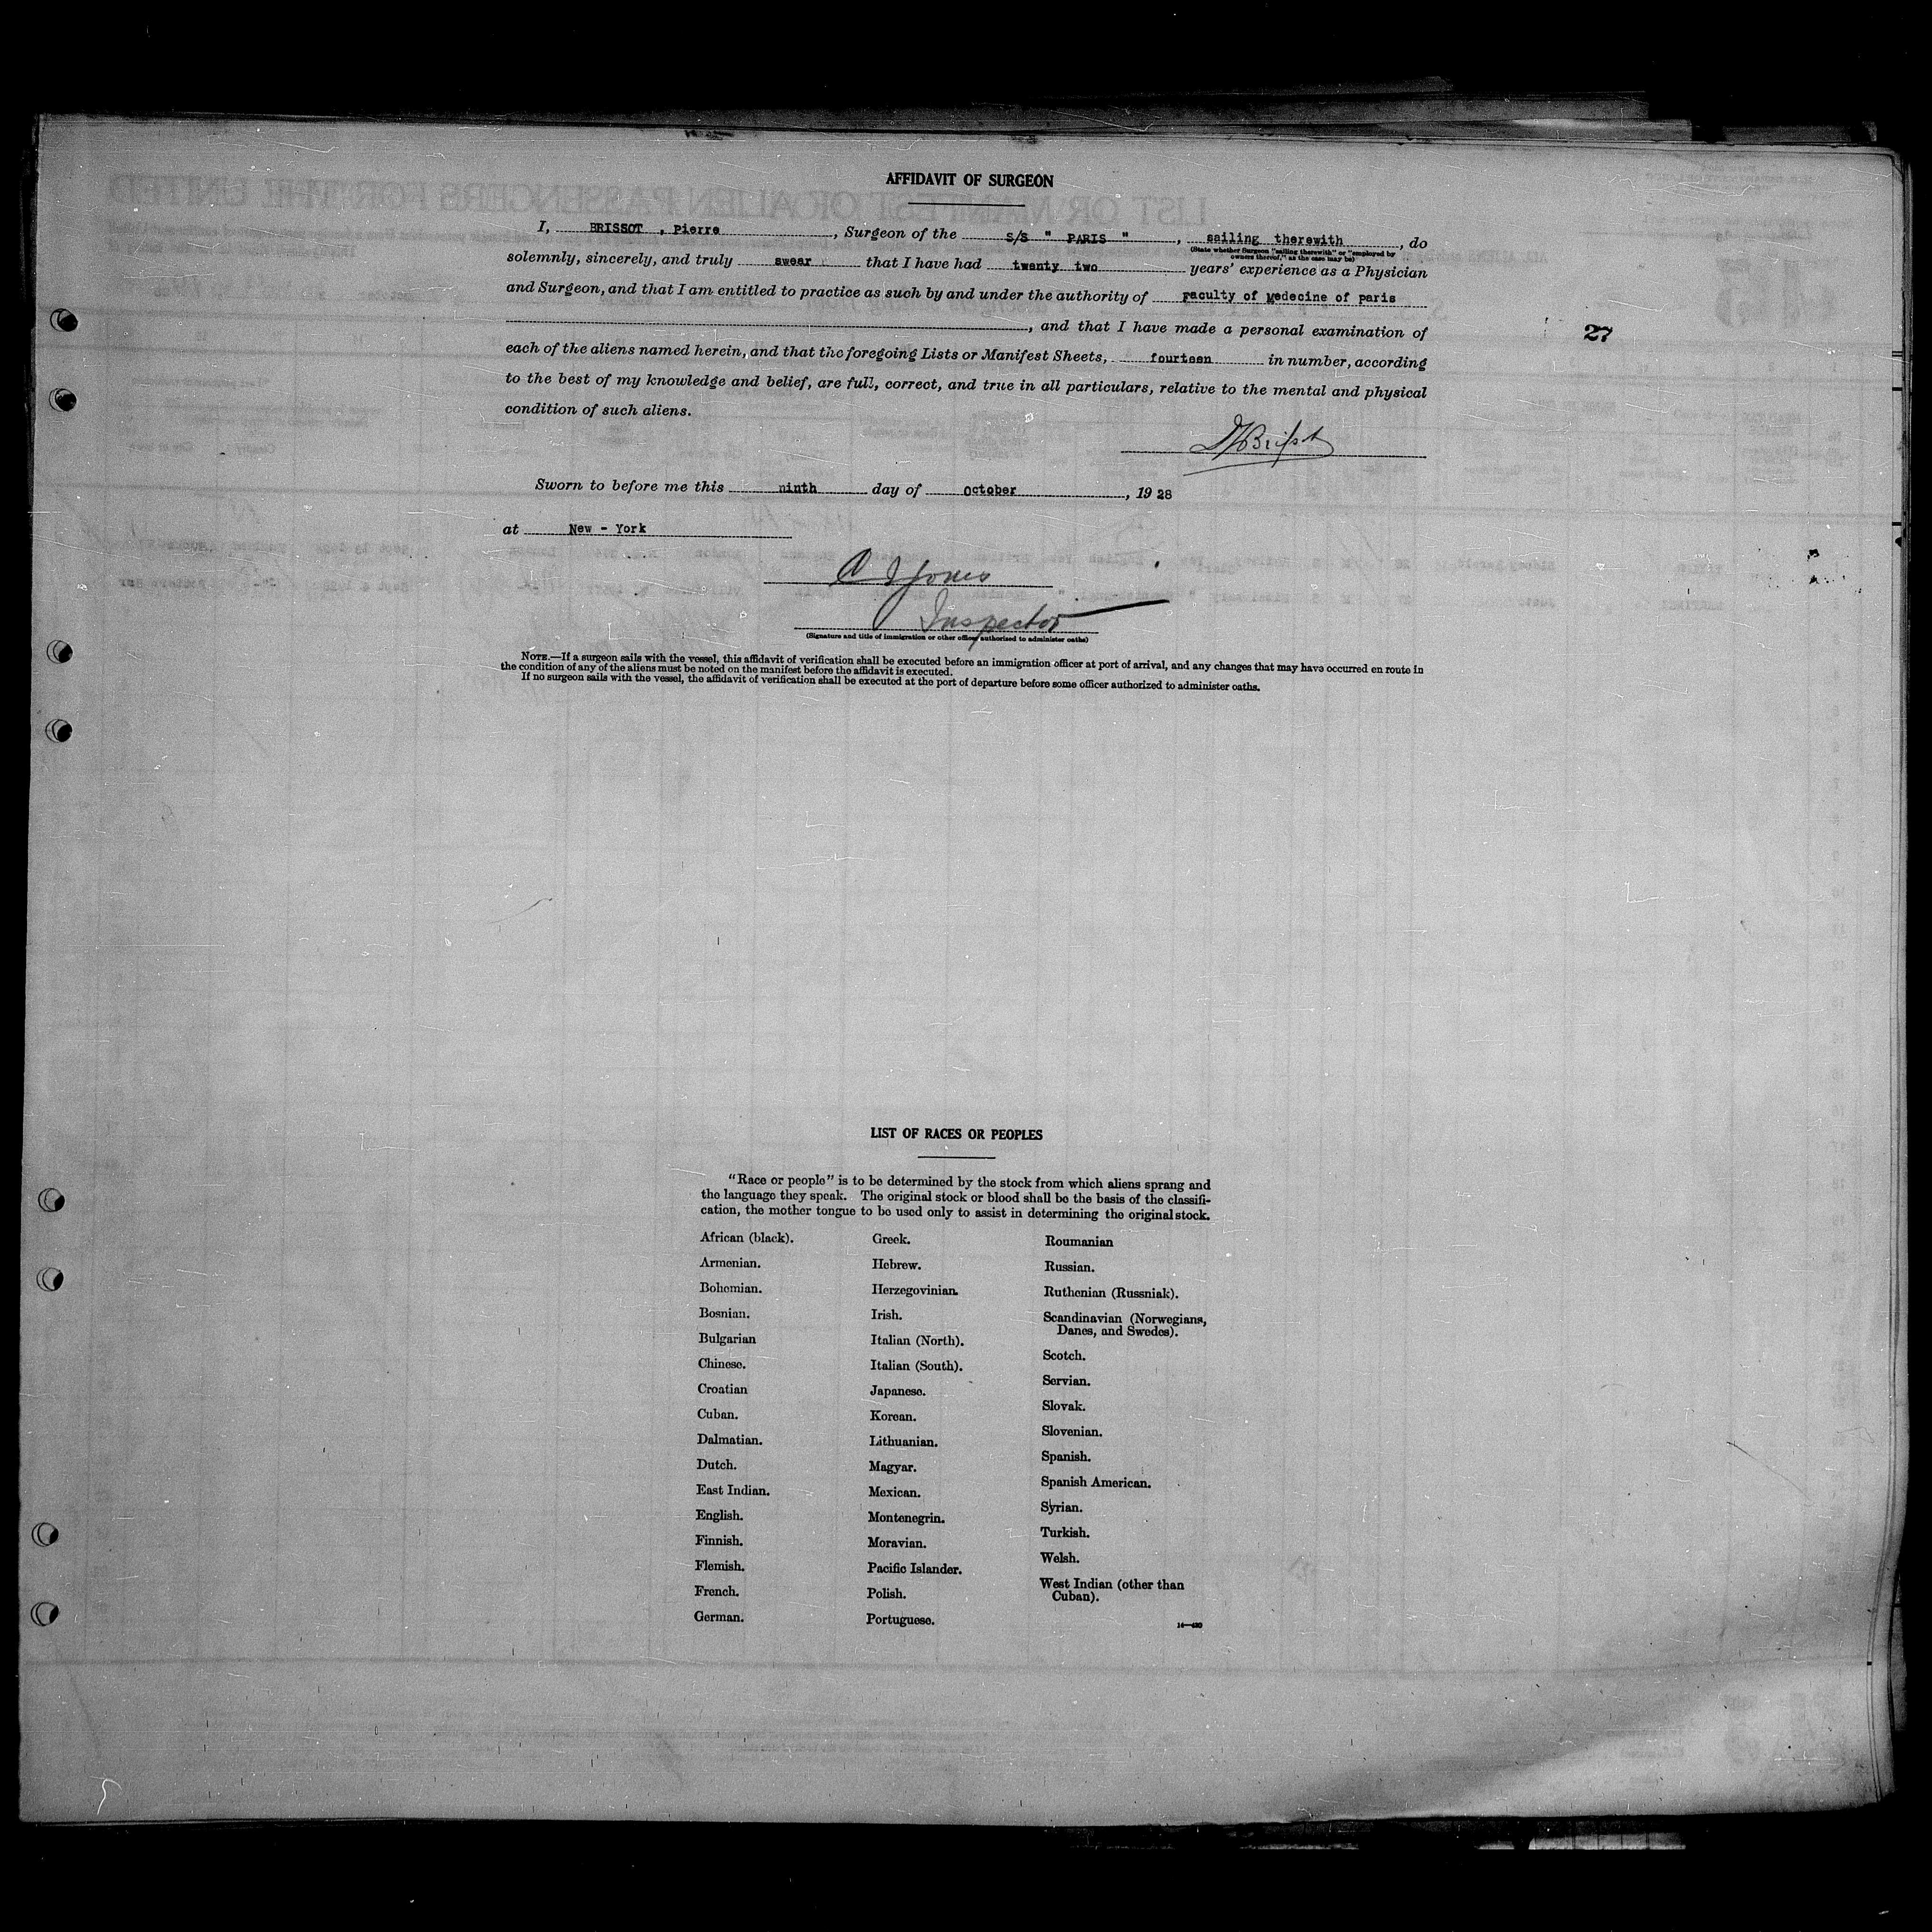 AFFIDAVIT OF SURGEON
I, BRISSOT , Pierre , Surgeon of the S/S " PARIS " , sailing therewith , do
(State whether Surgeon "sailing therewith" or "employed by
owners thereof," as the case may be)
solemnly, sincerely, and truly swear that I have had twenty two years' experience as a Physician
and Surgeon, and that I am entitled to practice as such by and under the authority of Faculty of Medecine of paris
, and that I have made a personal examination of
27
each of the aliens named herein, and that the foregoing Lists or Manifest Sheets, fourteen in number, according
to the best of my knowledge and belief, are full, correct, and true in all particulars, relative to the mental and physical
condition of such aliens.
Sworn to before me this ninth day of October , 1928
at New - York
Jones
Inspector
(Signature and title of immigration or other officer authorized to administer oaths)
NOTE.—If a surgeon sails with the vessel, this affidavit of verification shall be executed before an immigration officer at port of arrival, and any changes that may have occurred en route in
the condition of any of the aliens must be noted on the manifest before the affidavit is executed.
If no surgeon sails with the vessel, the affidavit of verification shall be executed at the port of departure before some officer authorized to administer oaths.
LIST OF RACES OR PEOPLES
"Race or people" is to be determined by the stock from which aliens sprang and
the language they speak. The original stock or blood shall be the basis of the classifi-
cation, the mother tongue to be used only to assist in determining the original stock.
African (black).
Armenian.
Bohemian.
Bosnian.
Bulgarian
Chinese.
Croatian
Cuban.
Dalmatian.
Dutch.
East Indian.
English.
Finnish.
Flemish.
French.
German.
Greek.
Hebrew.
Herzegovinian.
Irish.
Italian (North).
Italian (South).
Japanese.
Korean.
Lithuanian.
Magyar.
Mexican.
Montenegrin.
Moravian.
Pacific Islander.
Polish.
Portuguese.
Roumanian
Russian.
Ruthenian (Russniak).
Scandinavian (Norwegians,
Danes, and Swedes).
Scotch.
Servian.
Slovak.
Slovenian.
Spanish.
Spanish American.
Syrian.
Turkish.
Welsh.
West Indian (other than
Cuban).